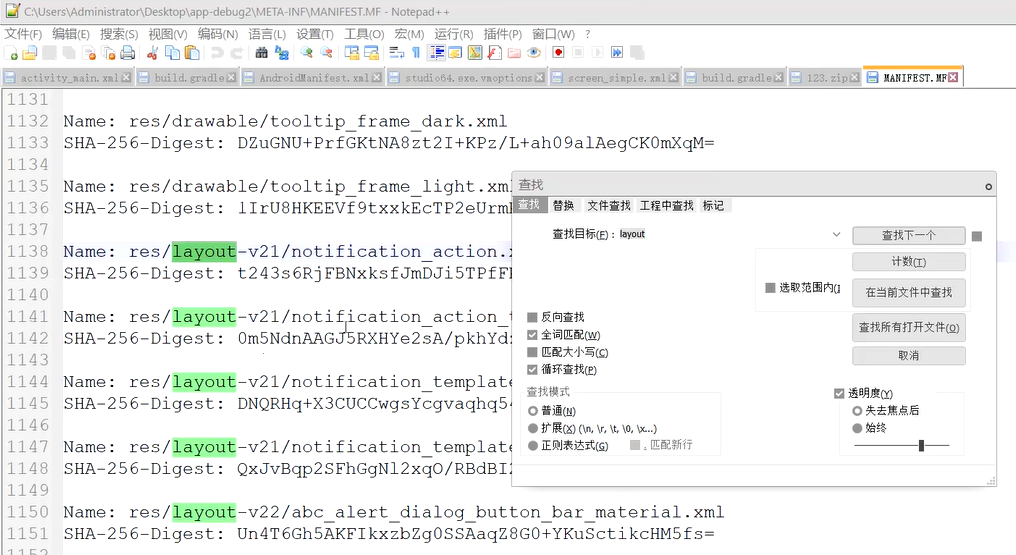 C:\Users\Administrator\Desktop\app-debug2\META-INF\MANIFEST.MF - Notepad++
文件(F) 编辑(E) 搜索(S) 视图(V) 编码(N) 语言(L) 设置(T) 工具(O) 宏(M) 运行(R) 插件(P) 窗口(W) ?
activity_main.xml build.gradle AndroidManifest.xml studio64.exe.vmoptions screen_simple.xml build.gradle 123.zip MANIFEST.MF
1131
1132 Name: res/drawable/tooltip_frame_dark.xml
1133 SHA-256-Digest: DZuGNU+PrfGKtNA8zt2I+KPz/L+ah09alAegCK0mXqM=
1134
1135 Name: res/drawable/tooltip_frame_light.xml
1136 SHA-256-Digest: lIrU8HKEEVf9txxkEcTP2eUrm
1137
1138 Name: res/layout-v21/notification_action.x
1139 SHA-256-Digest: t243s6RjFBNxksfJmDJi5TPfF
1140
1141 Name: res/layout-v21/notification_action_t
1142 SHA-256-Digest: 0m5NdnAAGJ5RXHYe2sA/pkhYd
1143
1144 Name: res/layout-v21/notification_template
1145 SHA-256-Digest: DNQRHq+X3CUCCwgsYcgvaqhq54
1146
1147 Name: res/layout-v21/notification_template
1148 SHA-256-Digest: QxJvBqp2SFhGgNl2xqO/RBdBI
1149
1150 Name: res/layout-v22/abc_alert_dialog_button_bar_material.xml
1151 SHA-256-Digest: Un4T6Gh5AKFIkxzbZg0SSAaqZ8G0+YKuSctikcHM5fs=
查找
查找 替换 文件查找 工程中查找 标记
查找目标(F)： layout
查找下一个
计数(T)
选取范围内(I
在当前文件中查找
查找所有打开文件(O)
取消
反向查找
全词匹配(W)
匹配大小写(C)
循环查找(P)
查找模式
普通(N)
扩展(X) (\n, \r, \t, \0, \x...)
正则表达式(G) . 匹配新行
透明度(Y)
失去焦点后
始终